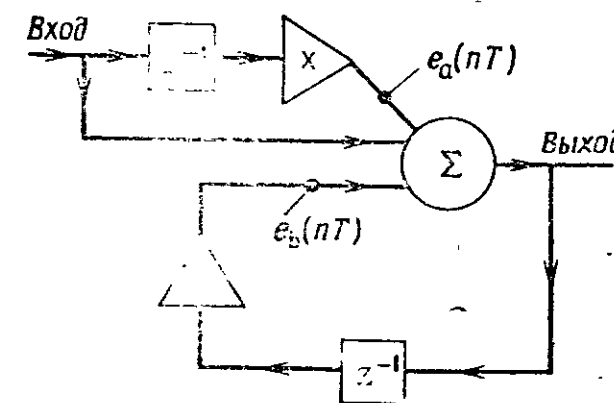 Вход
x
e_a(nT)
Σ
Выход
e_b(nT)
z⁻¹